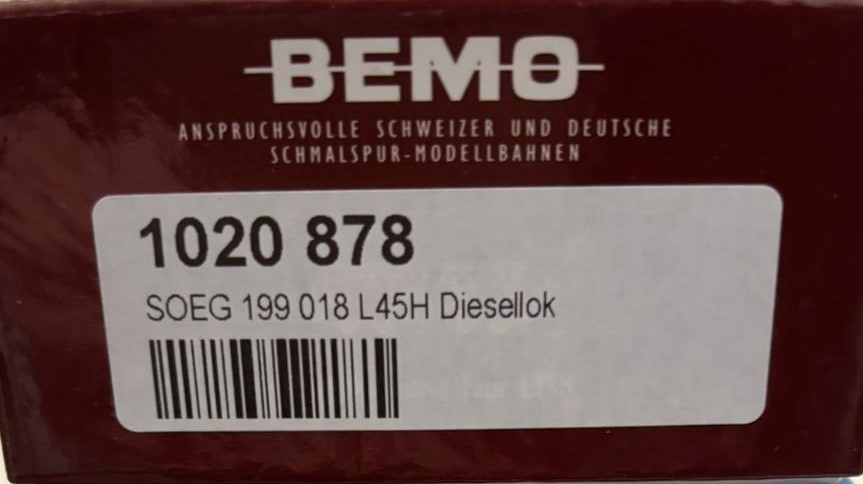 BEMO
ANSPRUCHSVOLLE SCHWEIZER UND DEUTSCHE
SCHMALSPUR-MODELLBAHNEN
1020 878
SOEG 199 018 L45H Diesellok